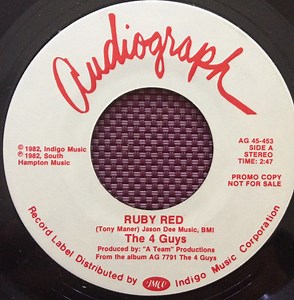 Audiograph
℗ 1982, Indigo Music
© 1982, South
Hampton Music
AG 45-453
SIDE A
STEREO
TIME: 2:47
PROMO COPY
NOT FOR SALE
RUBY RED
(Tony Maner) Jason Dee Music, BMI
The 4 Guys
Produced by: "A Team" Productions
From the album AG 7791 The 4 Guys
Record Label Distributed by IMCO Indigo Music Corporation